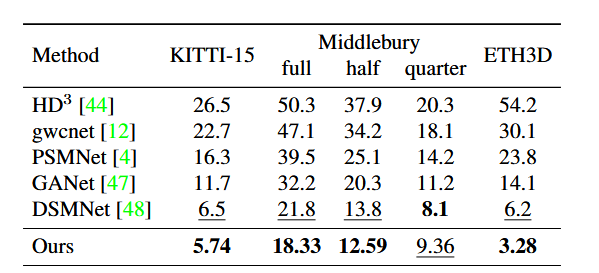 Method KITTI-15 Middlebury ETH3D
full half quarter
HD³ [44] 26.5 50.3 37.9 20.3 54.2
gwcnet [12] 22.7 47.1 34.2 18.1 30.1
PSMNet [4] 16.3 39.5 25.1 14.2 23.8
GANet [47] 11.7 32.2 20.3 11.2 14.1
DSMNet [48] 6.5 21.8 13.8 8.1 6.2
Ours 5.74 18.33 12.59 9.36 3.28